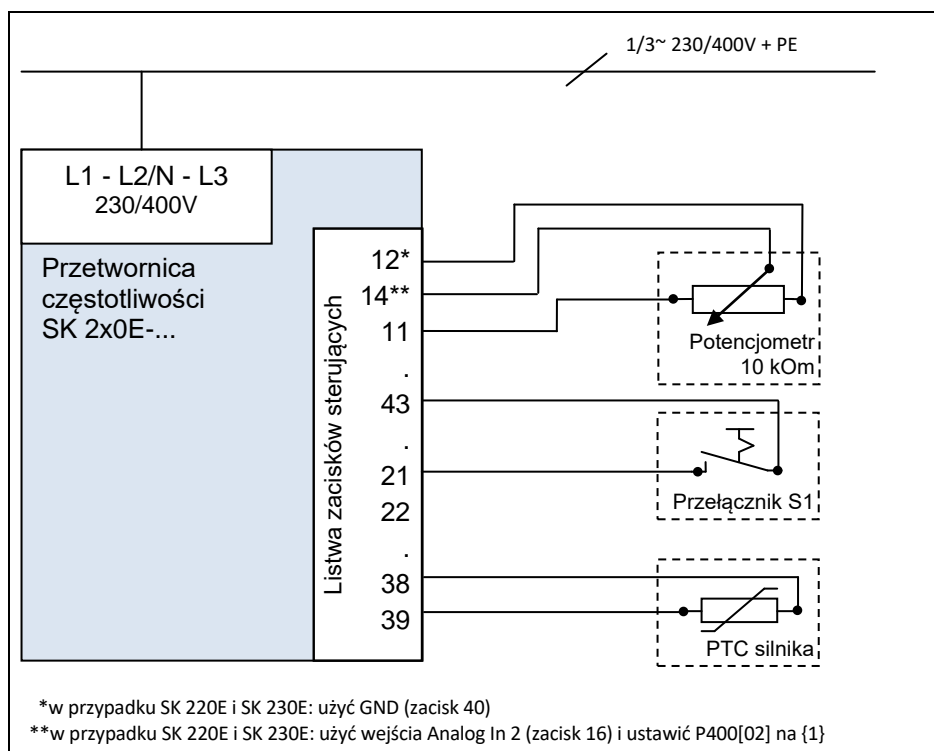 1/3~ 230/400V + PE
L1 - L2/N - L3
230/400V
Przetwornica
częstotliwości
SK 2x0E-...
Listwa zacisków sterujących
12*
14**
11
.
43
.
21
22
.
38
39
Potencjometr
10 kOm
Przełącznik S1
PTC silnika
*w przypadku SK 220E i SK 230E: użyć GND (zacisk 40)
**w przypadku SK 220E i SK 230E: użyć wejścia Analog In 2 (zacisk 16) i ustawić P400[02] na {1}